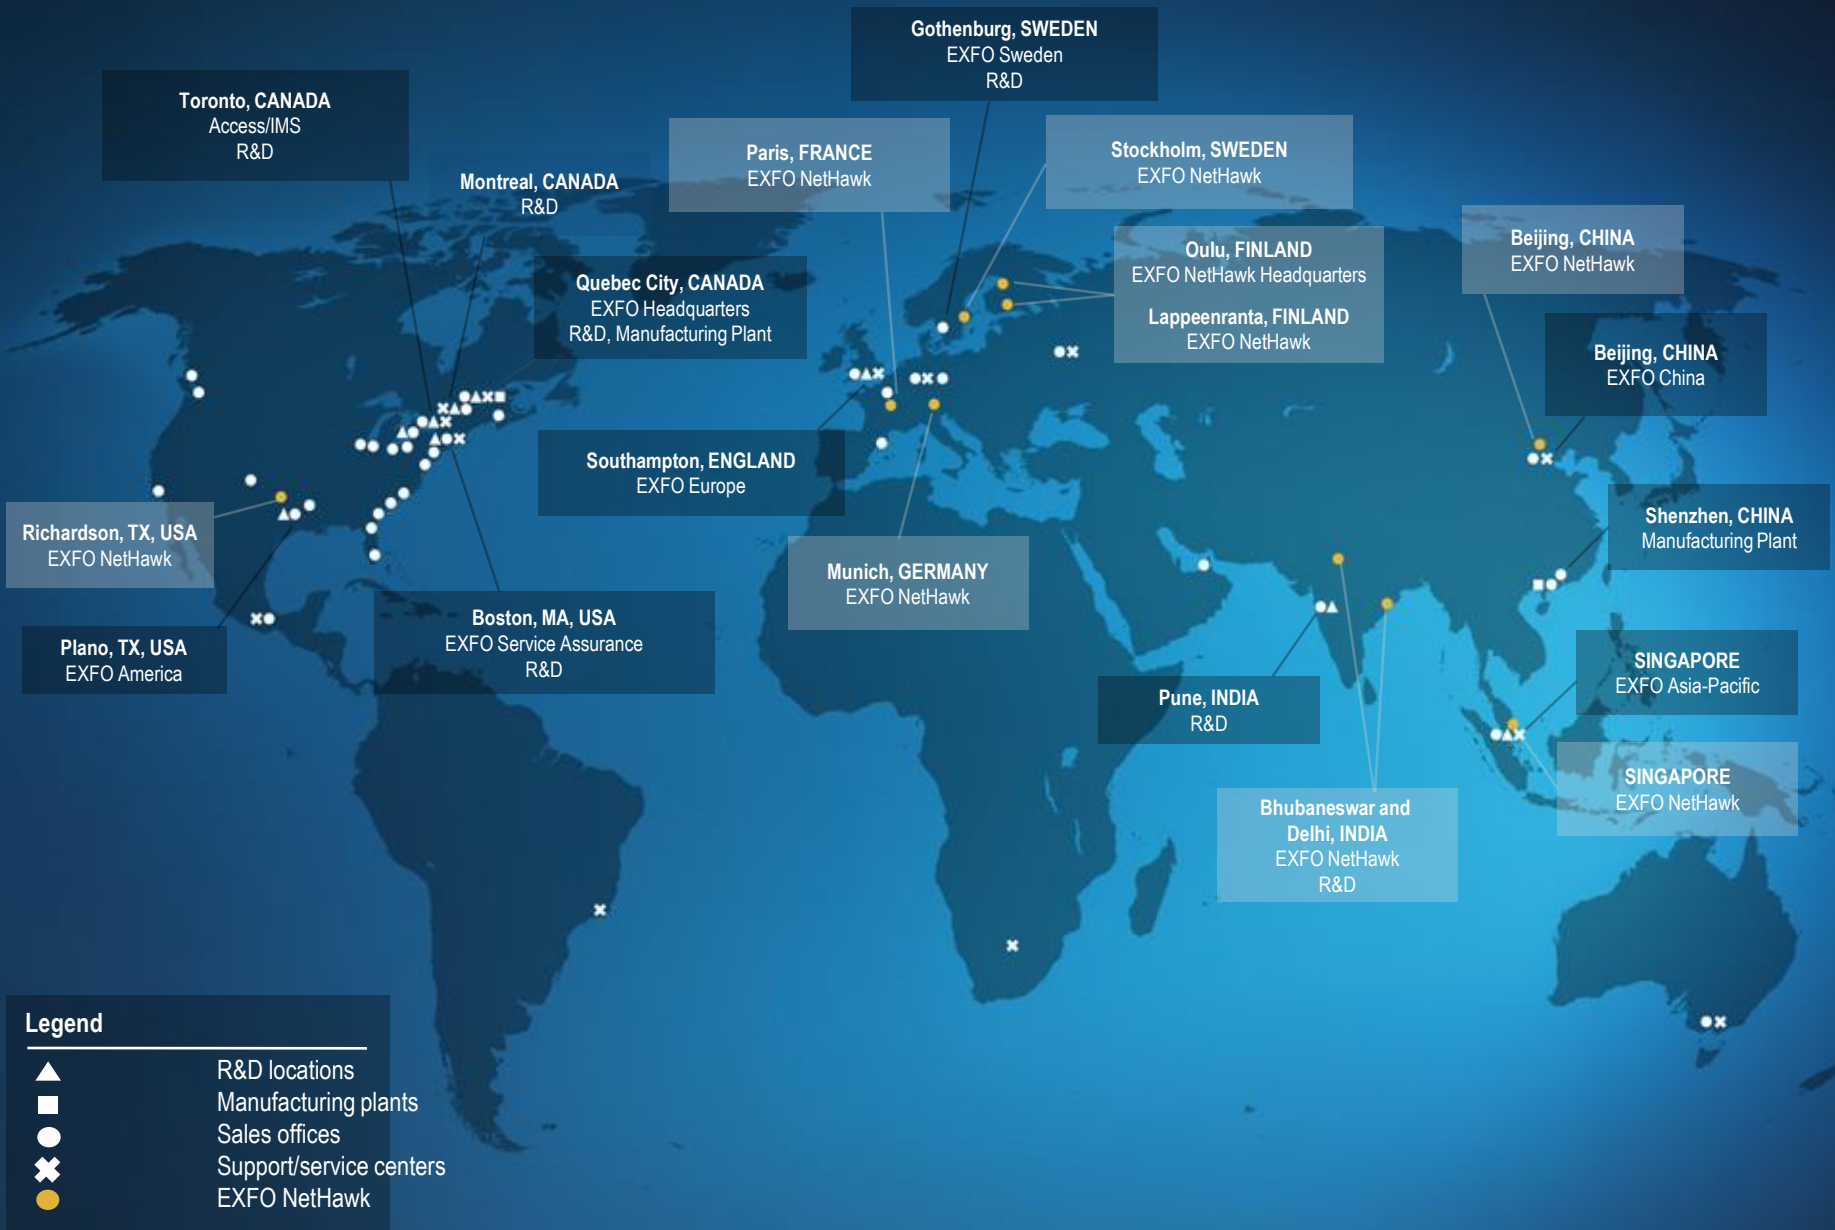 Gothenburg, SWEDEN
EXFO Sweden
R&D
Toronto, CANADA
Access/IMS
R&D
Montreal, CANADA
R&D
Paris, FRANCE
EXFO NetHawk
Stockholm, SWEDEN
EXFO NetHawk
Quebec City, CANADA
EXFO Headquarters
R&D, Manufacturing Plant
Oulu, FINLAND
EXFO NetHawk Headquarters
Lappeenranta, FINLAND
EXFO NetHawk
Beijing, CHINA
EXFO NetHawk
Beijing, CHINA
EXFO China
Southampton, ENGLAND
EXFO Europe
Richardson, TX, USA
EXFO NetHawk
Shenzhen, CHINA
Manufacturing Plant
Munich, GERMANY
EXFO NetHawk
Plano, TX, USA
EXFO America
Boston, MA, USA
EXFO Service Assurance
R&D
Pune, INDIA
R&D
SINGAPORE
EXFO Asia-Pacific
SINGAPORE
EXFO NetHawk
Bhubaneswar and
Delhi, INDIA
EXFO NetHawk
R&D
Legend
R&D locations
Manufacturing plants
Sales offices
Support/service centers
EXFO NetHawk